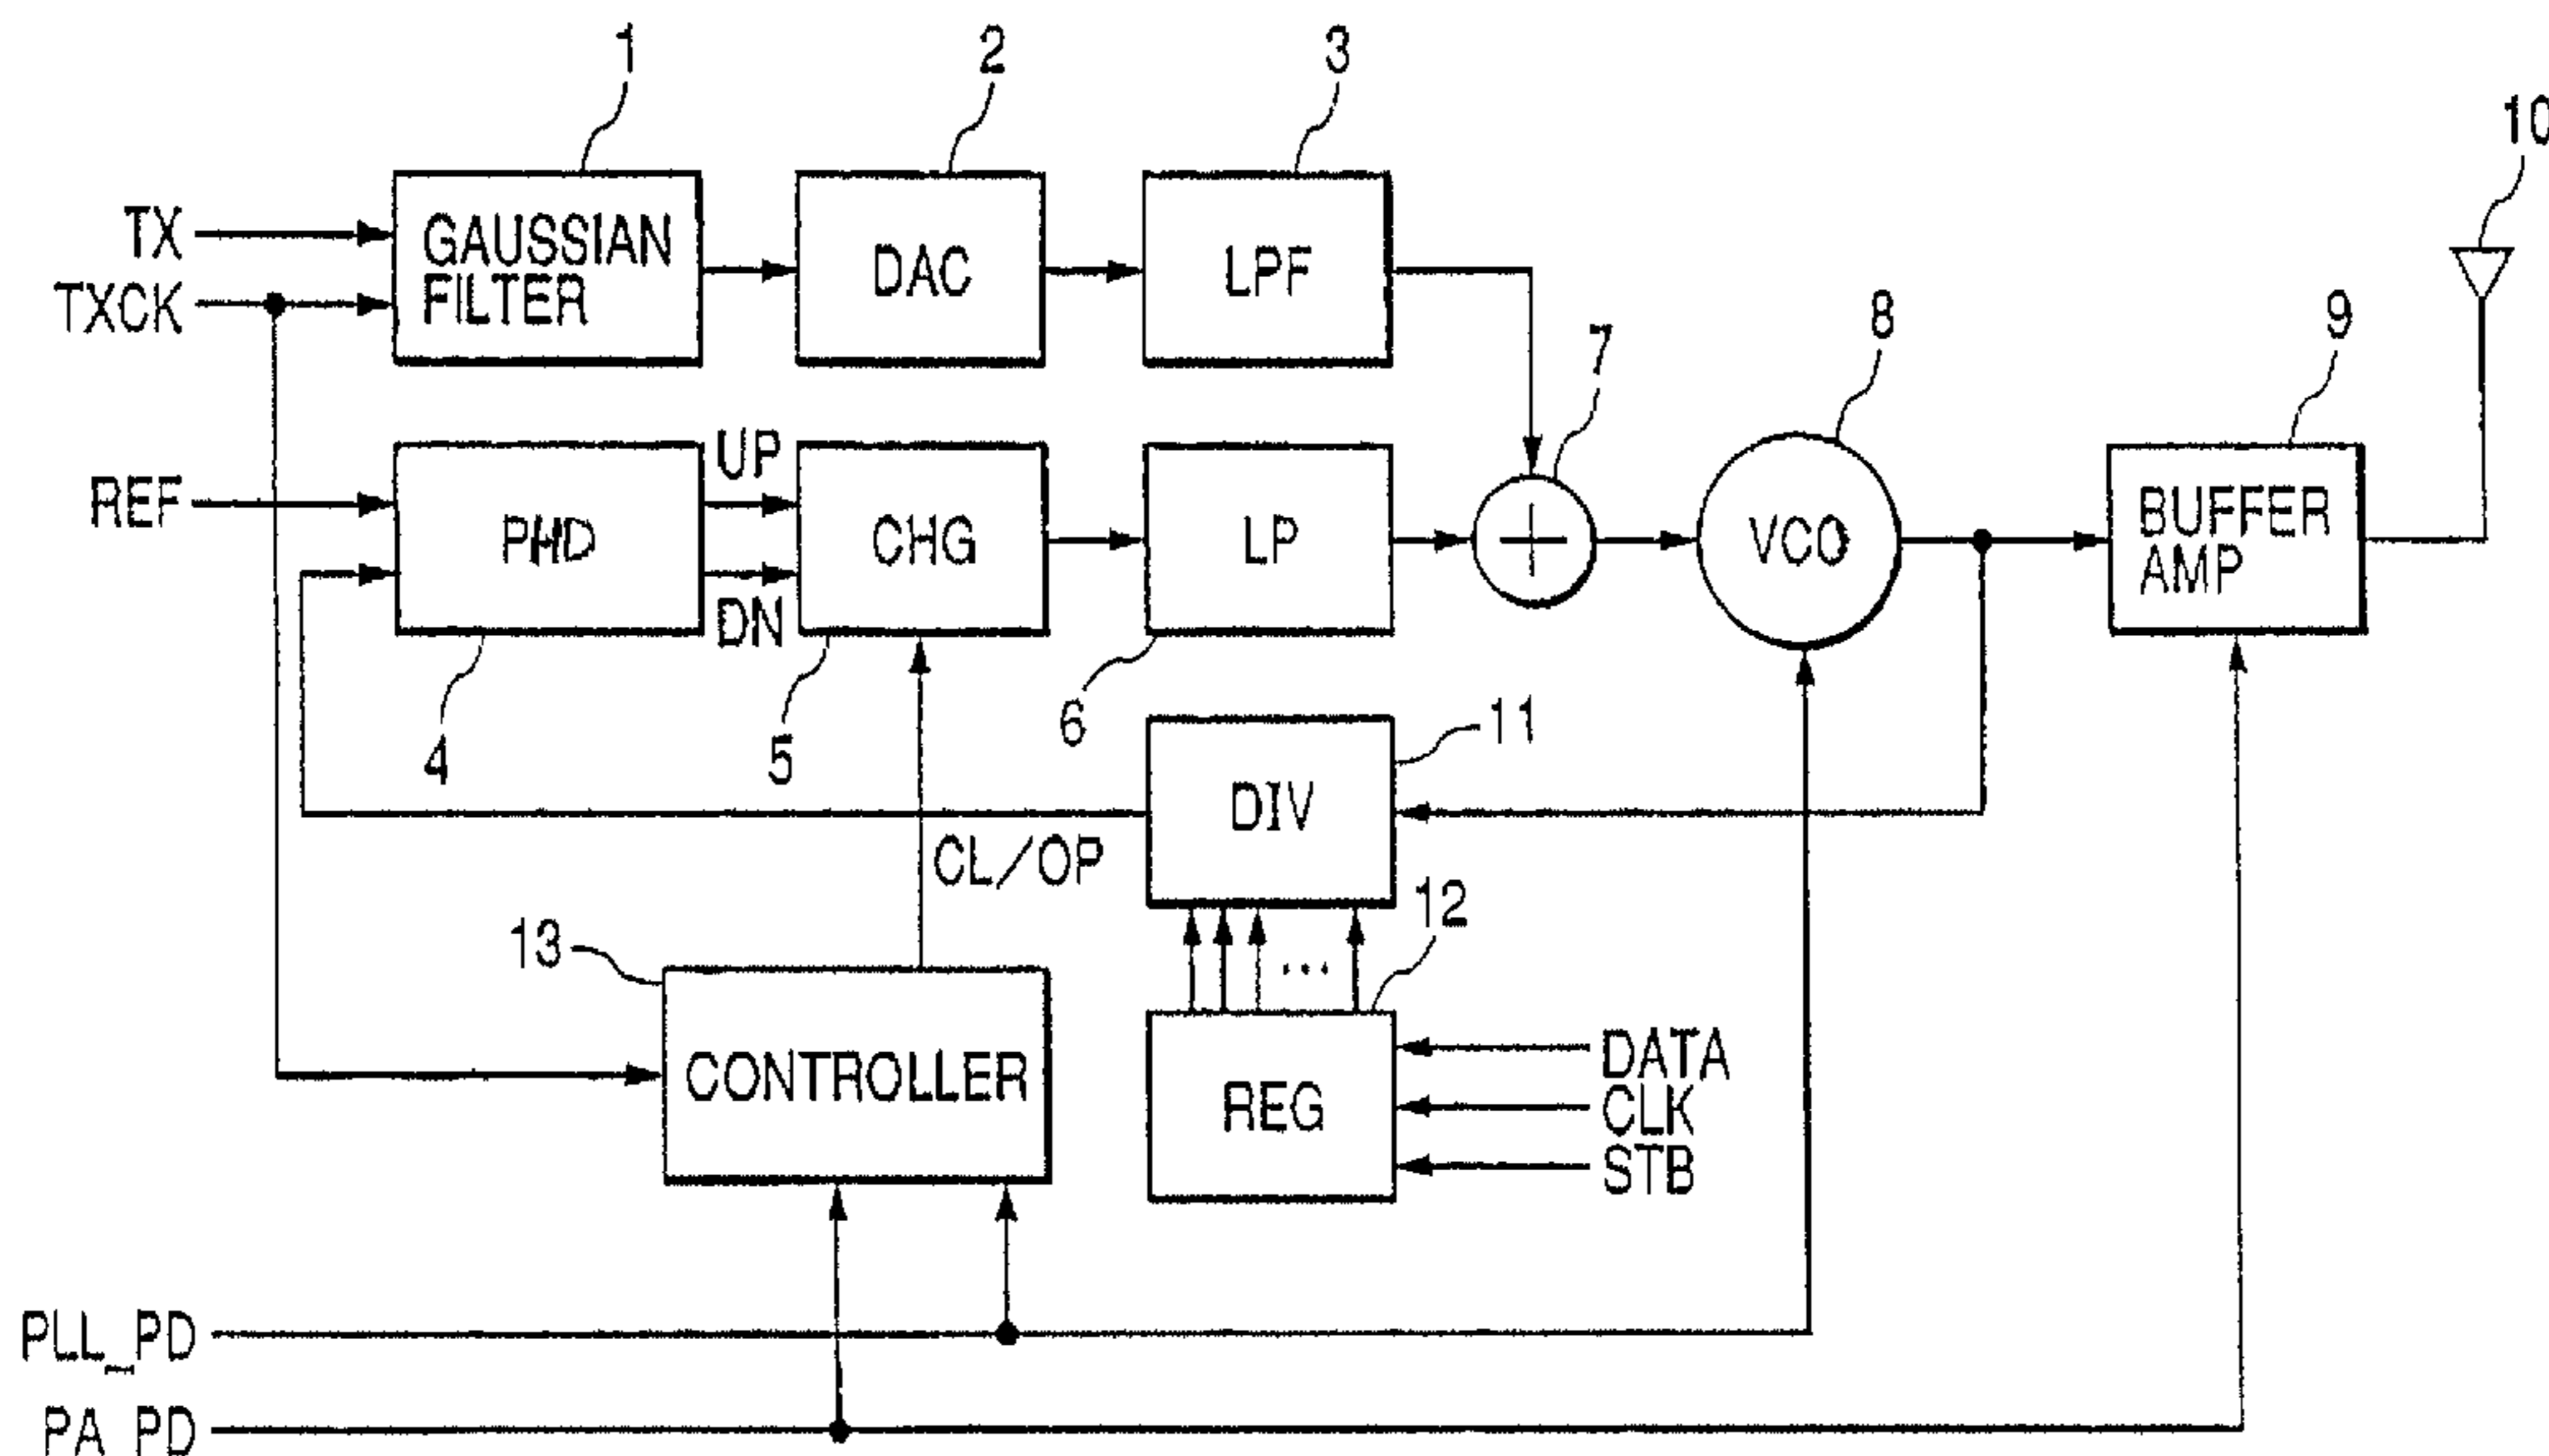 1
2
3
10
TX
TXCK
GAUSSIAN
FILTER
DAC
LPF
7
8
9
REF
PHD
UP
DN
CHG
LP
VCO
BUFFER
AMP
4
5
6
11
DIV
CL/OP
12
13
...
CONTROLLER
REG
DATA
CLK
STB
PLL_PD
PA_PD